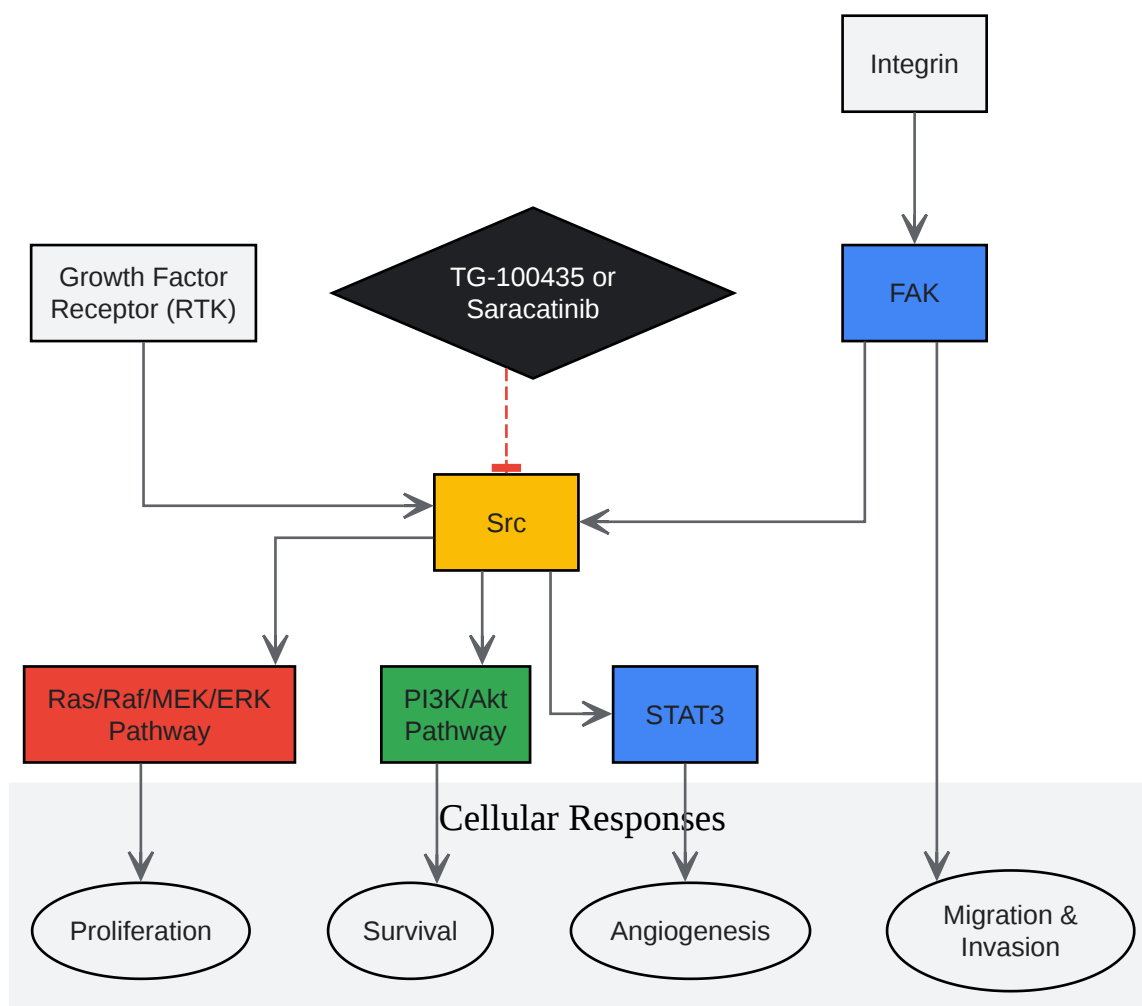 Integrin
Growth Factor
Receptor (RTK)
TG-100435 or
Saracatinib
FAK
Src
Ras/Raf/MEK/ERK
Pathway
PI3K/Akt
Pathway
STAT3
Cellular Responses
Proliferation
Survival
Angiogenesis
Migration &
Invasion